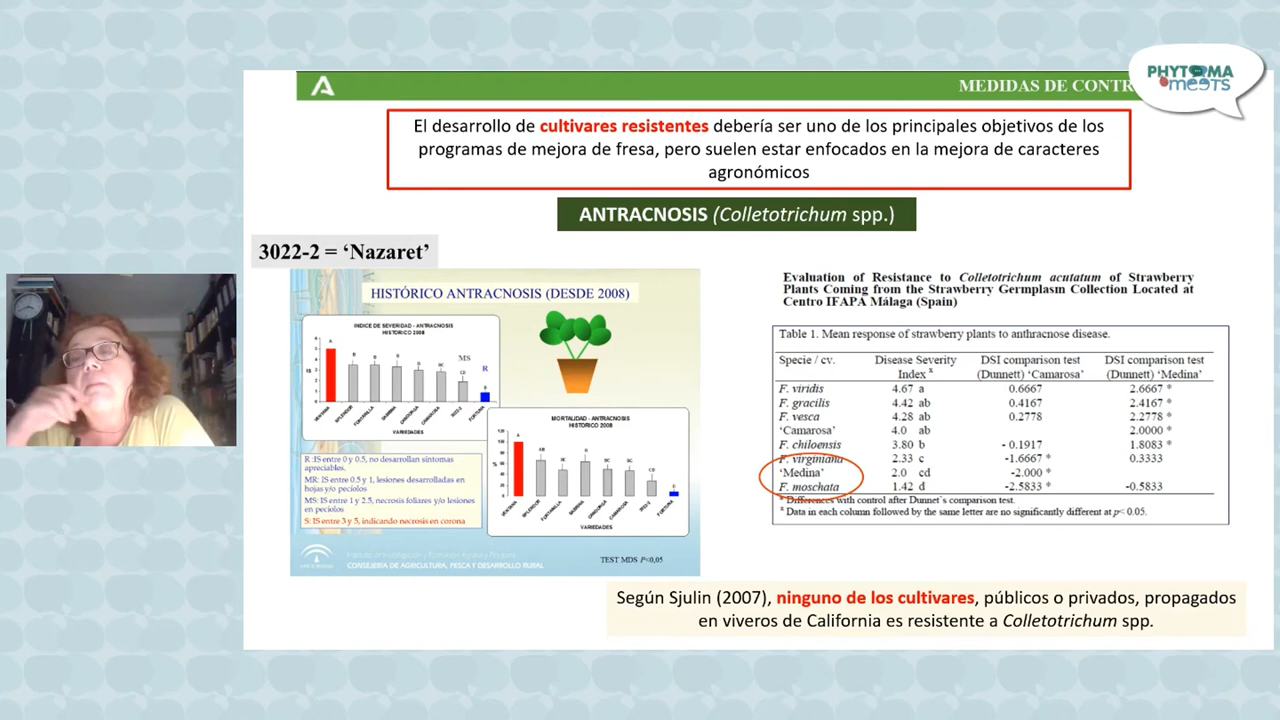 PHYTOMA
meets
MEDIDAS DE CONTR
El desarrollo de cultivares resistentes debería ser uno de los principales objetivos de los
programas de mejora de fresa, pero suelen estar enfocados en la mejora de caracteres
agronómicos
ANTRACNOSIS (Colletotrichum spp.)
3022-2 = ‘Nazaret’
HISTÓRICO ANTRACNOSIS (DESDE 2008)
INDICE DE SEVERIDAD - ANTRACNOSIS
HISTORICO 2008
MS
R
VARIEDADES
MORTALIDAD - ANTRACNOSIS
HISTORICO 2008
VARIEDADES
R :IS entre 0 y 0.5, no desarrollan síntomas
apreciables.
MR: IS entre 0.5 y 1, lesiones desarrolladas en
hojas y/o pecíolos
MS: IS entre 1 y 2.5, necrosis foliares y/o lesiones
en pecíolos
S: IS entre 3 y 5, indicando necrosis en corona
CONSEJERÍA DE AGRICULTURA, PESCA Y DESARROLLO RURAL
TEST MDS P<0,05
Evaluation of Resistance to Colletotrichum acutatum of Strawberry
Plants Coming from the Strawberry Germplasm Collection Located at
Centro IFAPA Málaga (Spain)
Table 1. Mean response of strawberry plants to anthracnose disease.
Specie / cv. Disease Severity DSI comparison test DSI comparison test
Index x (Dunnett) ‘Camarosa’ (Dunnett) ‘Medina’
F. viridis 4.67 a 0.6667 2.6667 *
F. gracilis 4.42 ab 0.4167 2.4167 *
F. vesca 4.28 ab 0.2778 2.2778 *
‘Camarosa’ 4.0 ab 2.0000 *
F. chiloensis 3.80 b - 0.1917 1.8083 *
F. virginiana 2.33 c -1.6667 * 0.3333
‘Medina’ 2.0 cd -2.000 *
F. moschata 1.42 d -2.5833 * -0.5833
* Differences with control after Dunnet´s comparison test.
x Data in each column followed by the same letter are no significantly different at p< 0.05.
Según Sjulin (2007), ninguno de los cultivares, públicos o privados, propagados
en viveros de California es resistente a Colletotrichum spp.